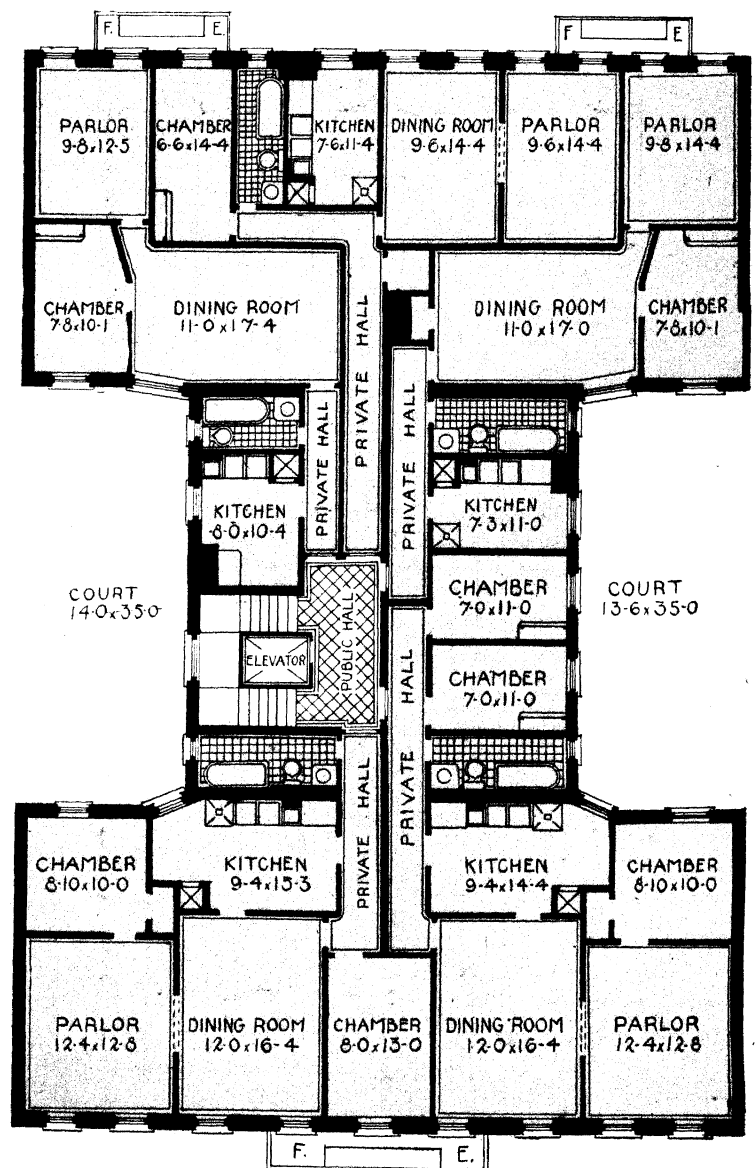 F. E.
F E
PARLOR
9-8x12-5
CHAMBER
6-6x14-4
KITCHEN
7-6x11-4
DINING ROOM
9-6x14-4
PARLOR
9-6x14-4
PARLOR
9-8x14-4
CHAMBER
7-8x10-1
DINING ROOM
11-0x17-4
PRIVATE HALL
DINING ROOM
11-0x17-0
CHAMBER
7-8x10-1
PRIVATE HALL
PRIVATE HALL
KITCHEN
8-0x10-4
KITCHEN
7-3x11-0
COURT
14-0x35-0
PUBLIC HALL
ELEVATOR
CHAMBER
7-0x11-0
COURT
13-6x35-0
CHAMBER
7-0x11-0
PRIVATE HALL
PRIVATE HALL
CHAMBER
8-10x10-0
KITCHEN
9-4x15-3
KITCHEN
9-4x14-4
CHAMBER
8-10x10-0
PARLOR
12-4x12-8
DINING ROOM
12-0x16-4
CHAMBER
8-0x13-0
DINING ROOM
12-0x16-4
PARLOR
12-4x12-8
F. E.